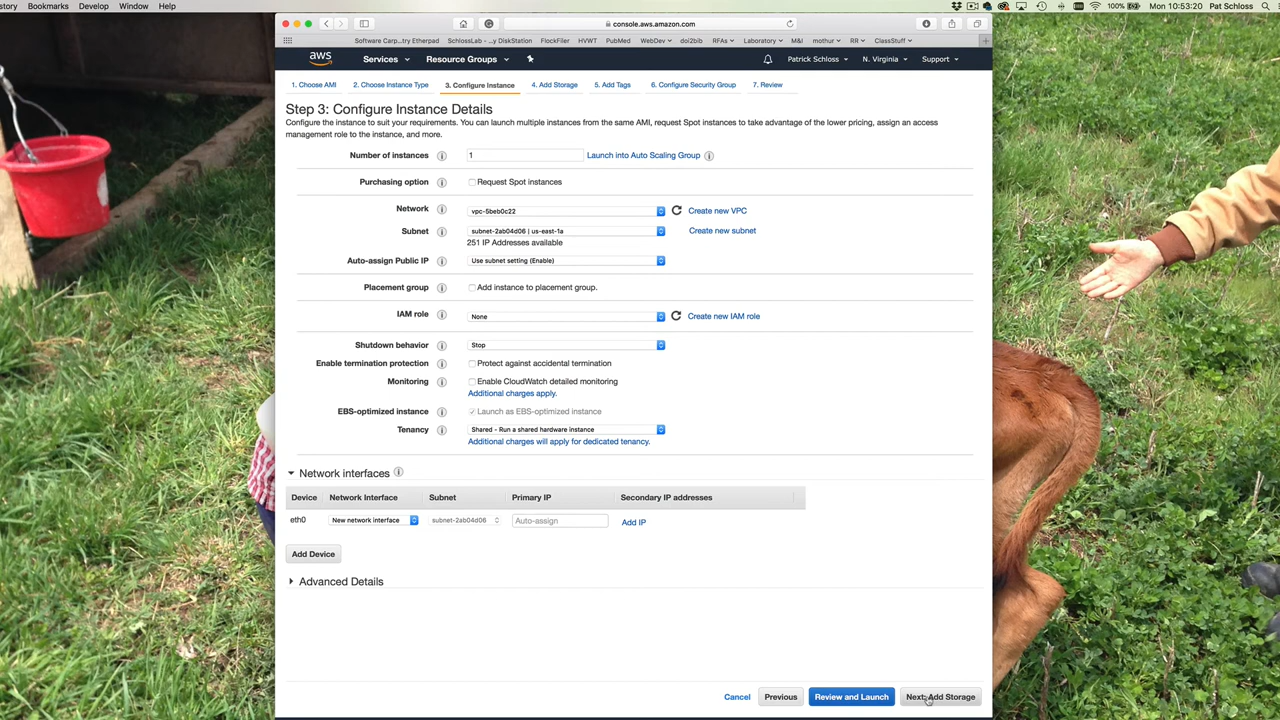 story Bookmarks Develop Window Help 100% Mon 10:53:20 Pat Schloss
console.aws.amazon.com
Software Carp...try Etherpad SchlossLab – ...y DiskStation FlockFiler HVWT PubMed WebDev doi2bib RFAs Laboratory M&I mothur RR ClassStuff
aws Services Resource Groups Patrick Schloss N. Virginia Support
1. Choose AMI 2. Choose Instance Type 3. Configure Instance 4. Add Storage 5. Add Tags 6. Configure Security Group 7. Review
Step 3: Configure Instance Details
Configure the instance to suit your requirements. You can launch multiple instances from the same AMI, request Spot instances to take advantage of the lower pricing, assign an access
management role to the instance, and more.
Number of instances 1 Launch into Auto Scaling Group
Purchasing option Request Spot instances
Network vpc-5beb0c22 Create new VPC
Subnet subnet-2ab04d06 | us-east-1a Create new subnet
251 IP Addresses available
Auto-assign Public IP Use subnet setting (Enable)
Placement group Add instance to placement group.
IAM role None Create new IAM role
Shutdown behavior Stop
Enable termination protection Protect against accidental termination
Monitoring Enable CloudWatch detailed monitoring
Additional charges apply.
EBS-optimized instance Launch as EBS-optimized instance
Tenancy Shared - Run a shared hardware instance
Additional charges will apply for dedicated tenancy.
Network interfaces
Device Network Interface Subnet Primary IP Secondary IP addresses
eth0 New network interface subnet-2ab04d06 Auto-assign Add IP
Add Device
Advanced Details
Cancel Previous Review and Launch Next: Add Storage